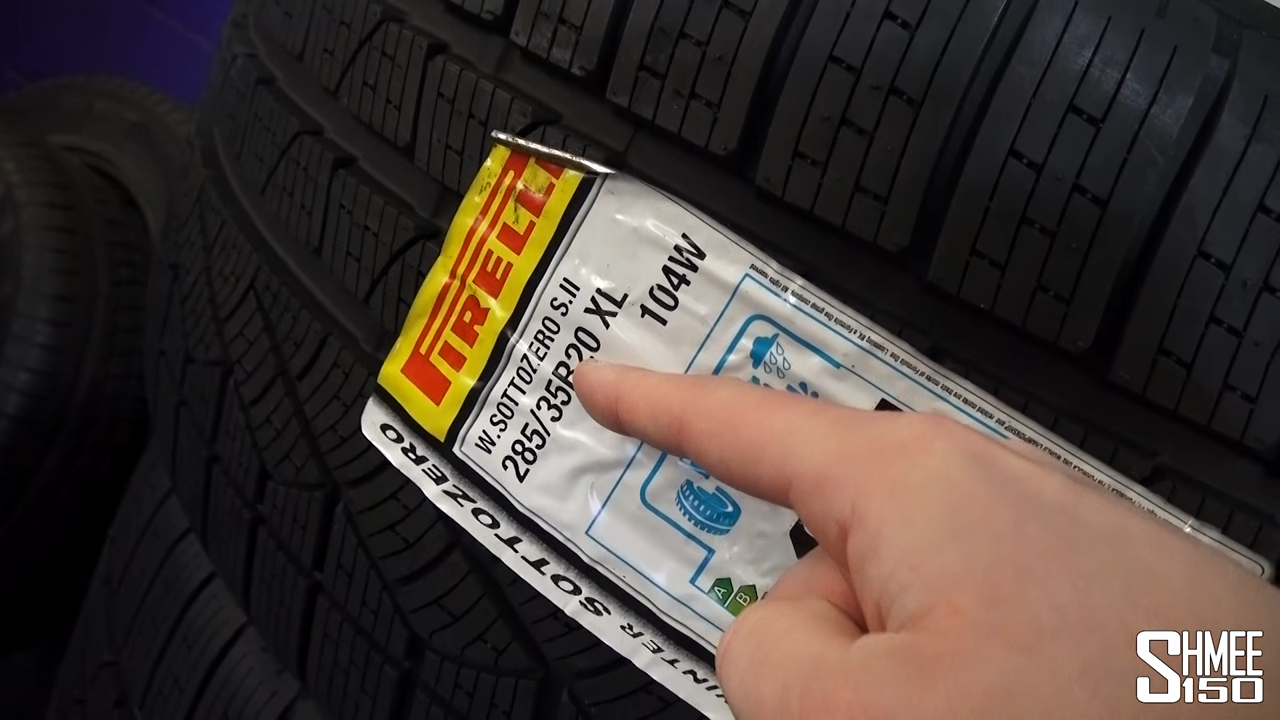 PIRELLI
W.SOTTOZERO S.II
285/35R20 XL
104W
A
B
WINTER SOTTOZERO
SHMEE
150